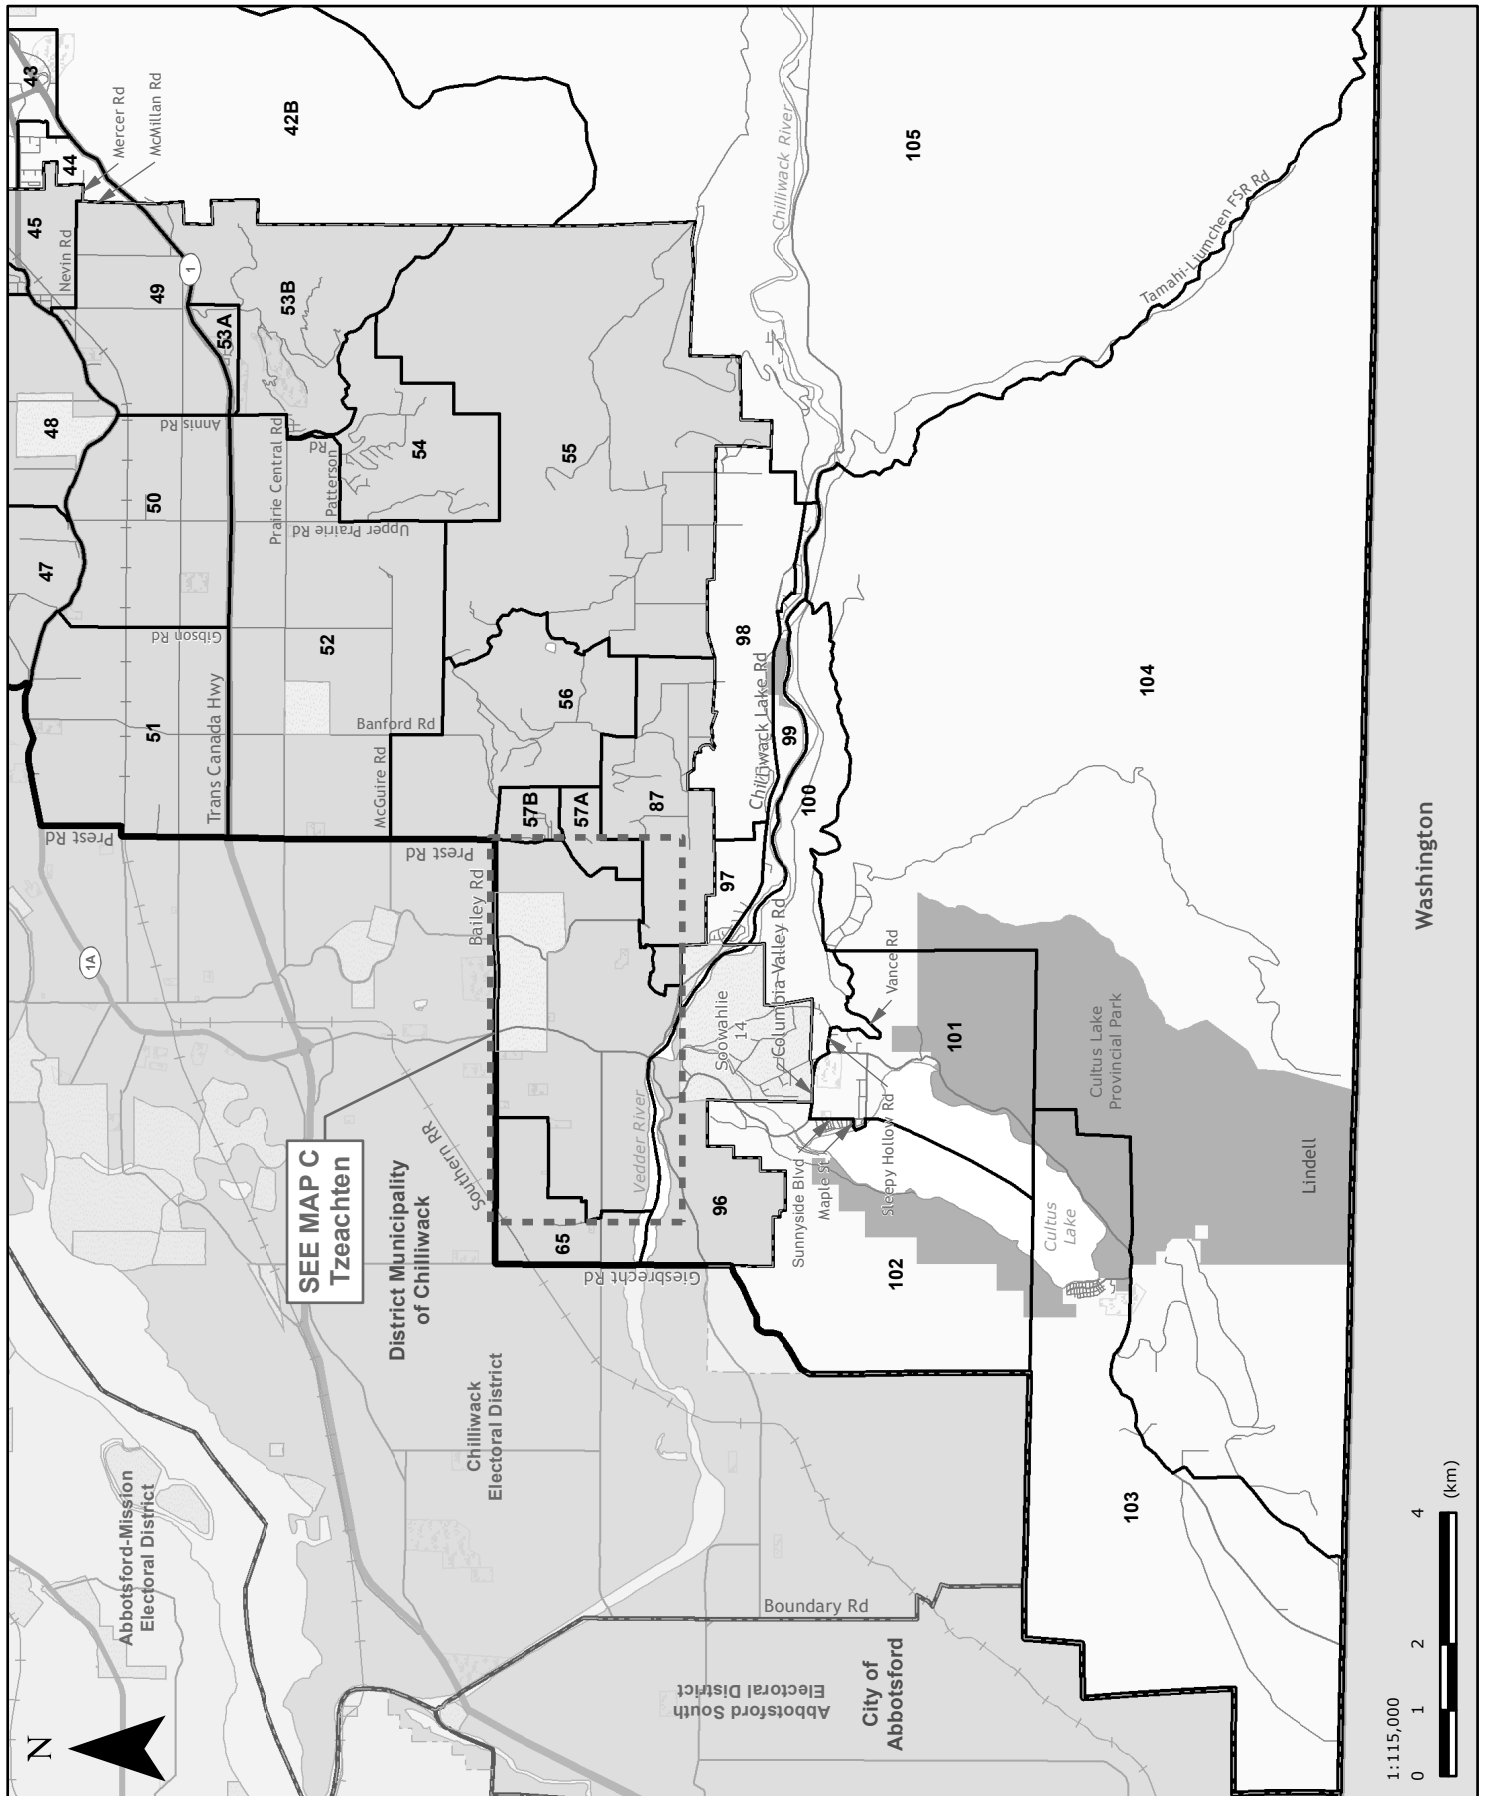 43
Mercer Rd
McMillan Rd
44
45
Nevin Rd
42B
1
49
53A
53B
48
Annis Rd
Prairie Central Rd
Patterson
Rd
54
55
50
Upper Prairie Rd
47
Gibson Rd
52
51
Trans Canada Hwy
Banford Rd
McGuire Rd
56
57B
57A
87
Prest Rd
Prest Rd
Bailey Rd
1A
Chilliwack River
105
Tamahi-Liumchen FSR Rd
98
Chilliwack Lake Rd
99
100
104
97
Columbia Valley Rd
Vance Rd
Soowahlie
14
101
Cultus Lake
Provincial Park
Washington
SEE MAP C
Tzeachten
Southern RR
Vedder River
65
96
Giesbrecht Rd
Sunnyside Blvd
Maple St
Sleepy Hollow Rd
102
Cultus
Lake
Lindell
103
District Municipality
of Chilliwack
Chilliwack
Electoral District
Abbotsford-Mission
Electoral District
Boundary Rd
Abbotsford South
Electoral District
City of
Abbotsford
N
1:115,000
0 1 2 4
(km)